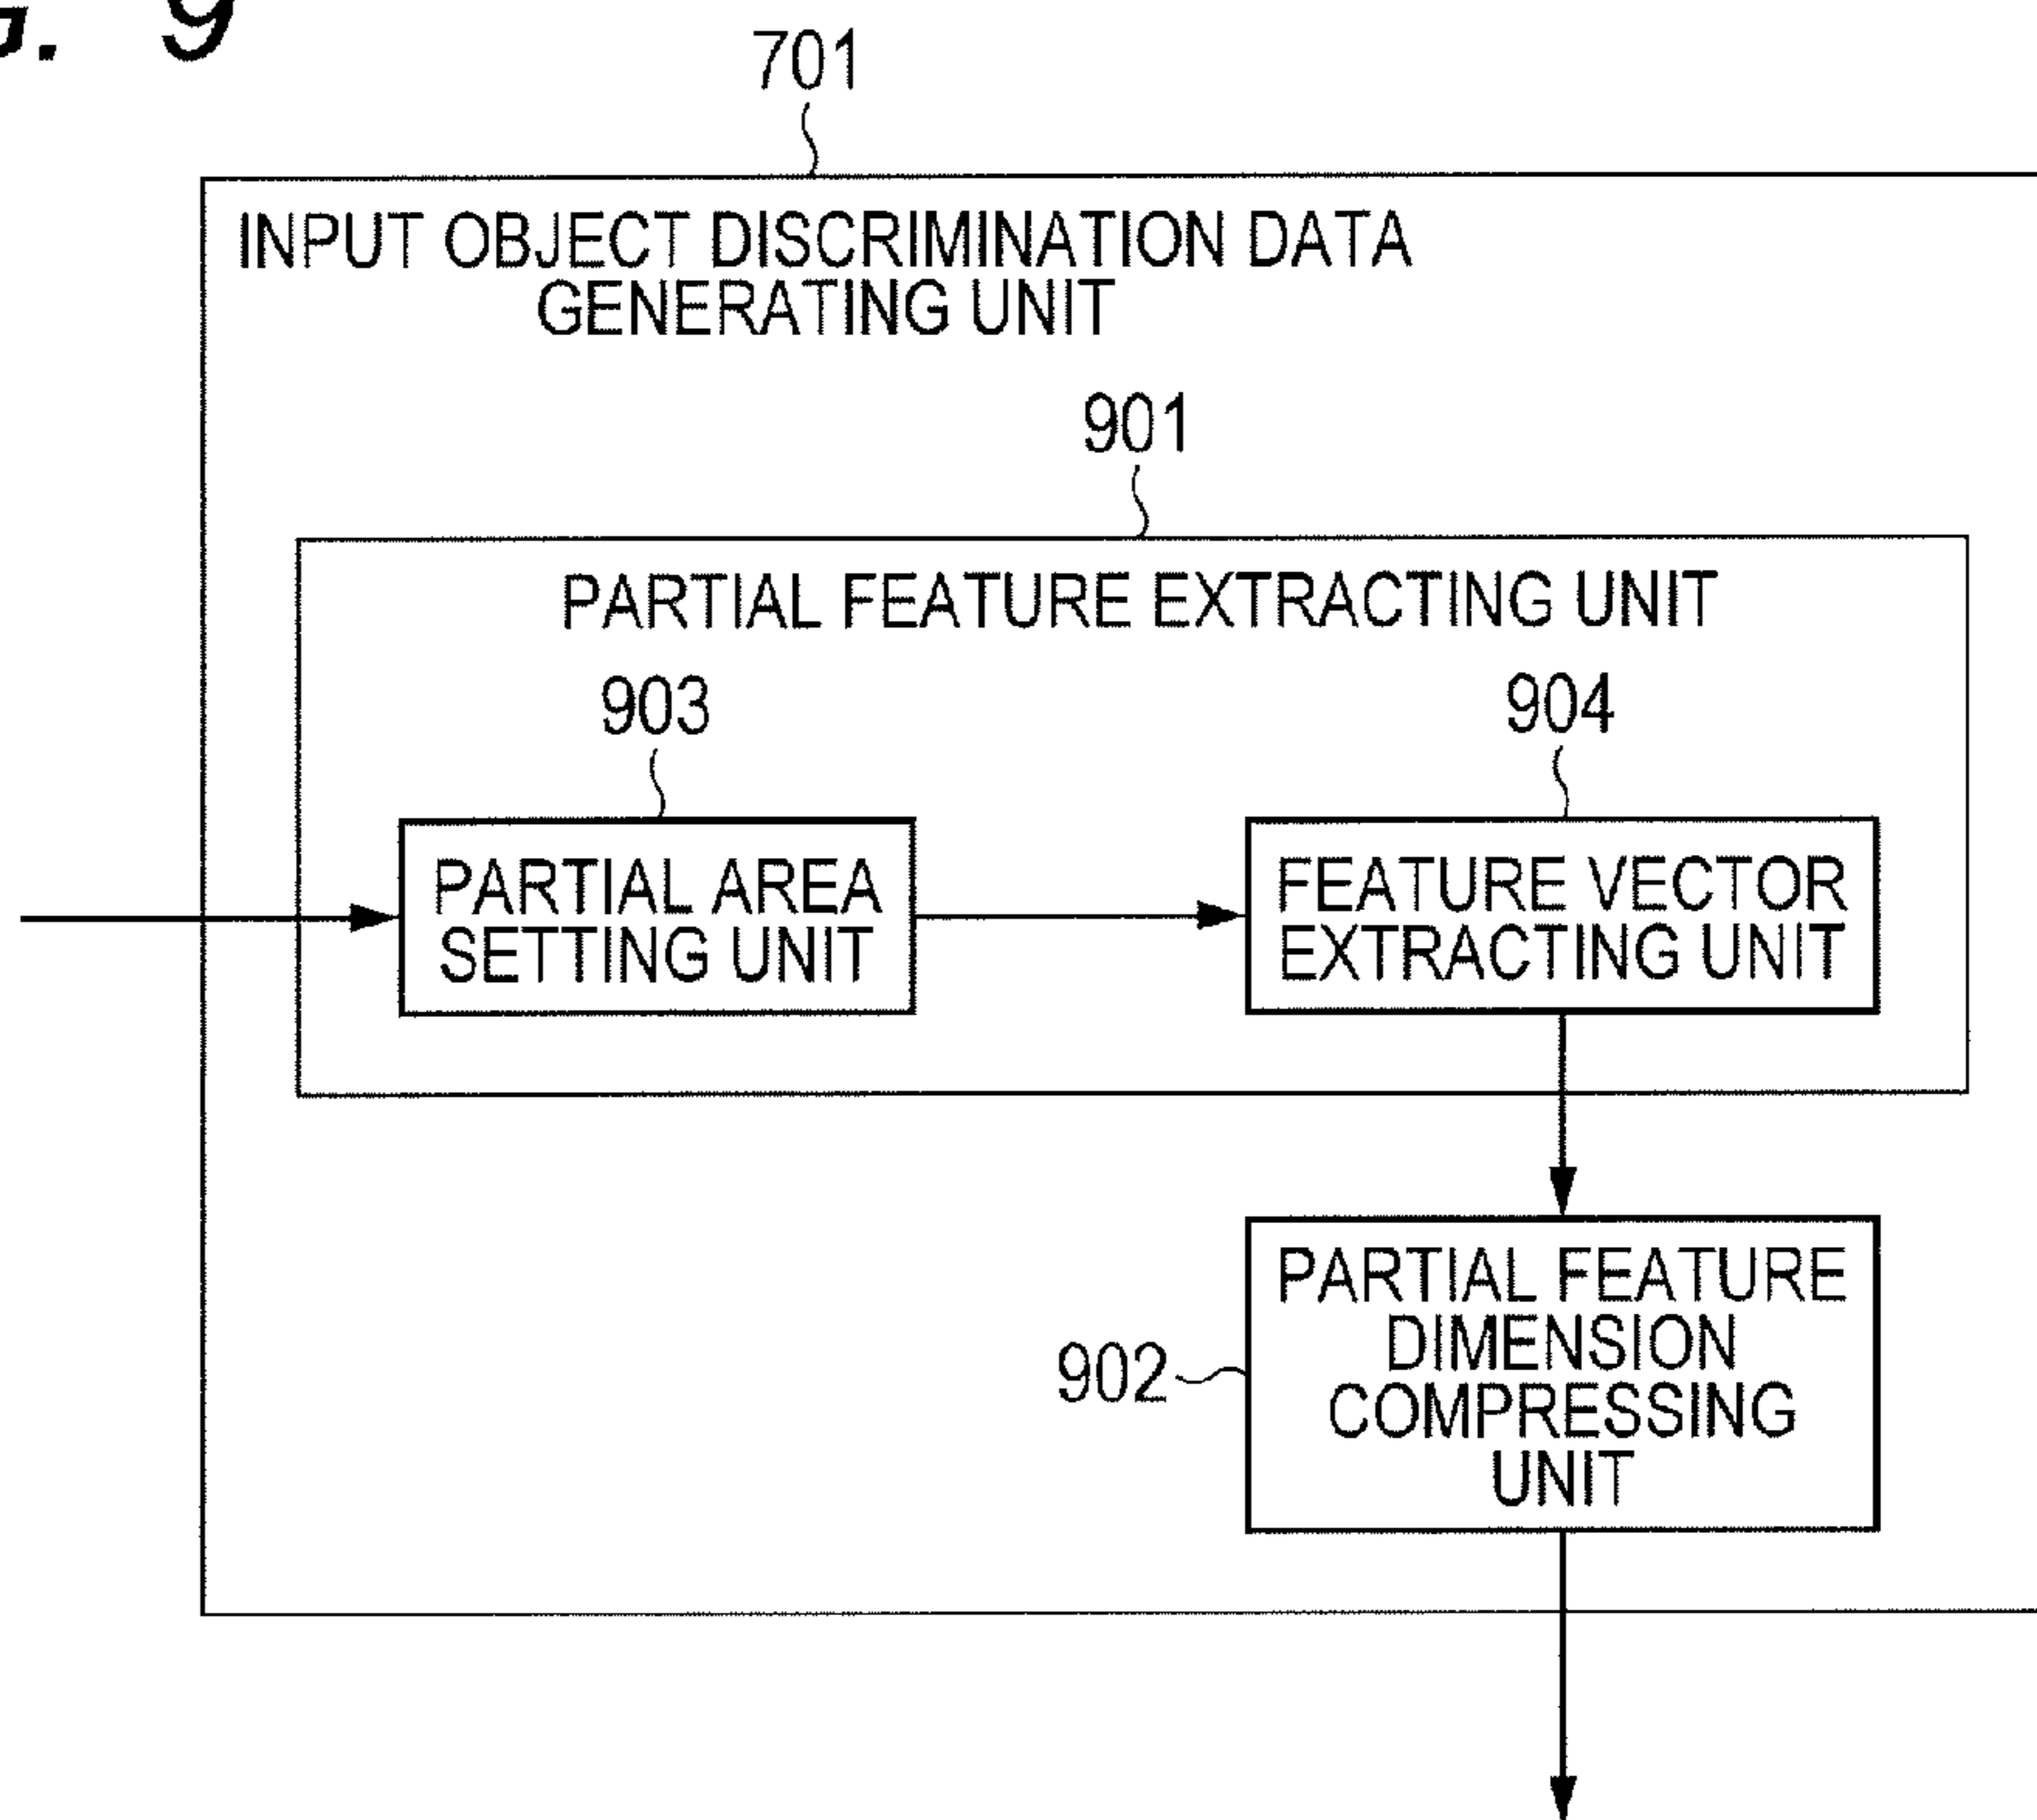 G. 9
701
INPUT OBJECT DISCRIMINATION DATA
GENERATING UNIT
901
PARTIAL FEATURE EXTRACTING UNIT
903
904
PARTIAL AREA
SETTING UNIT
FEATURE VECTOR
EXTRACTING UNIT
902
PARTIAL FEATURE
DIMENSION
COMPRESSING
UNIT